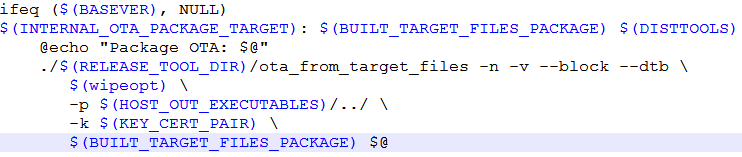 ifeq ($(BASEVER), NULL)
$(INTERNAL_OTA_PACKAGE_TARGET): $(BUILT_TARGET_FILES_PACKAGE) $(DISTTOOLS)
    @echo "Package OTA: $@"
    ./$(RELEASE_TOOL_DIR)/ota_from_target_files -n -v --block --dtb \
       $(wipeopt) \
       -p $(HOST_OUT_EXECUTABLES)/../ \
       -k $(KEY_CERT_PAIR) \
       $(BUILT_TARGET_FILES_PACKAGE) $@